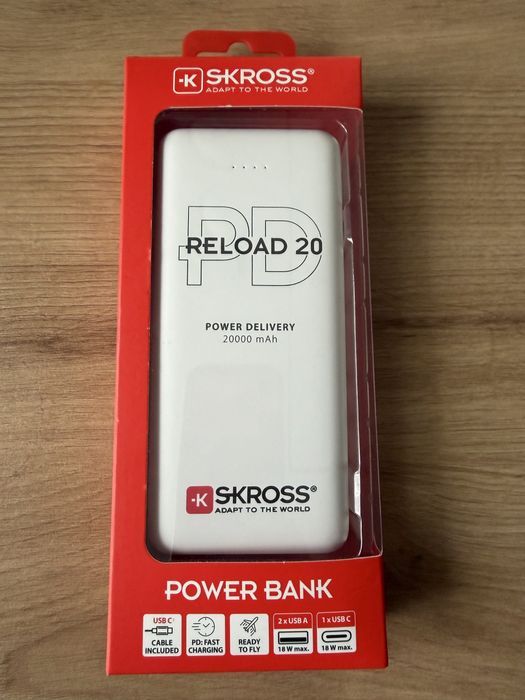 -K SKROSS®
ADAPT TO THE WORLD
PD
RELOAD 20
POWER DELIVERY
20000 mAh
-K SKROSS®
ADAPT TO THE WORLD
POWER BANK
USB C
CABLE
INCLUDED
PD: FAST
CHARGING
READY
TO FLY
2 x USB A
18 W max.
1 x USB C
18 W max.